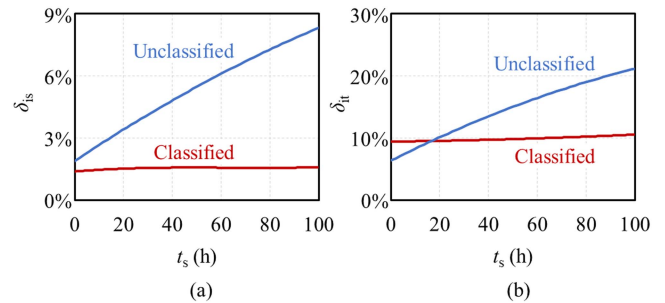 9%
6%
3%
0%
δis
Unclassified
Classified
0 20 40 60 80 100
ts (h)
(a)
30%
20%
10%
0%
δit
Unclassified
Classified
0 20 40 60 80 100
ts (h)
(b)